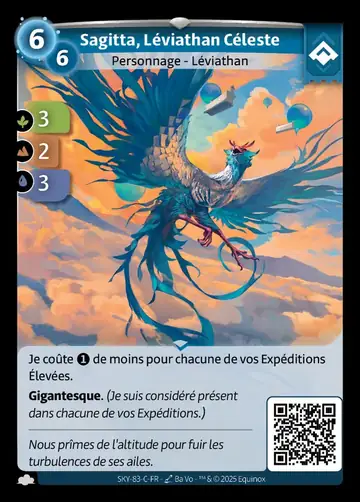 6
6
Sagitta, Léviathan Céleste
Personnage - Léviathan
3
2
3
Je coûte 1 de moins pour chacune de vos Expéditions
Élevées.
Gigantesque. (Je suis considéré présent
dans chacune de vos Expéditions.)
Nous prîmes de l'altitude pour fuir les
turbulences de ses ailes.
SKY-83-C-FR - Ba Vo - ™ & © 2025 Equinox